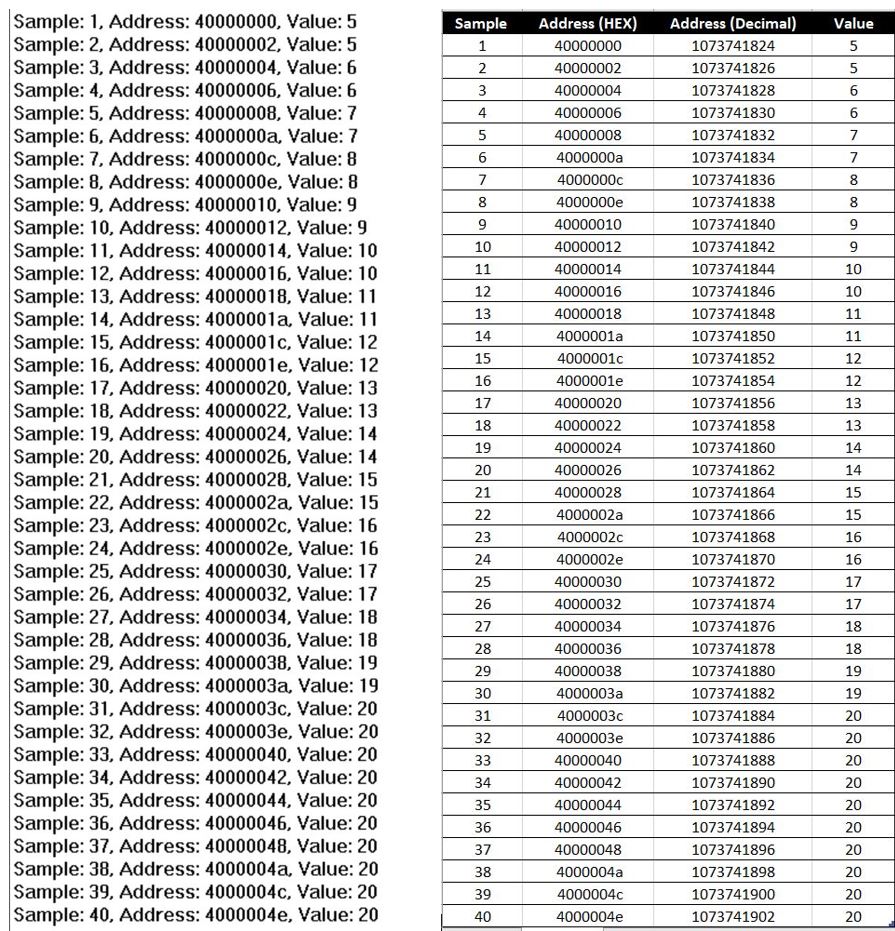 Sample: 1, Address: 40000000, Value: 5
Sample: 2, Address: 40000002, Value: 5
Sample: 3, Address: 40000004, Value: 6
Sample: 4, Address: 40000006, Value: 6
Sample: 5, Address: 40000008, Value: 7
Sample: 6, Address: 4000000a, Value: 7
Sample: 7, Address: 4000000c, Value: 8
Sample: 8, Address: 4000000e, Value: 8
Sample: 9, Address: 40000010, Value: 9
Sample: 10, Address: 40000012, Value: 9
Sample: 11, Address: 40000014, Value: 10
Sample: 12, Address: 40000016, Value: 10
Sample: 13, Address: 40000018, Value: 11
Sample: 14, Address: 4000001a, Value: 11
Sample: 15, Address: 4000001c, Value: 12
Sample: 16, Address: 4000001e, Value: 12
Sample: 17, Address: 40000020, Value: 13
Sample: 18, Address: 40000022, Value: 13
Sample: 19, Address: 40000024, Value: 14
Sample: 20, Address: 40000026, Value: 14
Sample: 21, Address: 40000028, Value: 15
Sample: 22, Address: 4000002a, Value: 15
Sample: 23, Address: 4000002c, Value: 16
Sample: 24, Address: 4000002e, Value: 16
Sample: 25, Address: 40000030, Value: 17
Sample: 26, Address: 40000032, Value: 17
Sample: 27, Address: 40000034, Value: 18
Sample: 28, Address: 40000036, Value: 18
Sample: 29, Address: 40000038, Value: 19
Sample: 30, Address: 4000003a, Value: 19
Sample: 31, Address: 4000003c, Value: 20
Sample: 32, Address: 4000003e, Value: 20
Sample: 33, Address: 40000040, Value: 20
Sample: 34, Address: 40000042, Value: 20
Sample: 35, Address: 40000044, Value: 20
Sample: 36, Address: 40000046, Value: 20
Sample: 37, Address: 40000048, Value: 20
Sample: 38, Address: 4000004a, Value: 20
Sample: 39, Address: 4000004c, Value: 20
Sample: 40, Address: 4000004e, Value: 20
Sample Address (HEX) Address (Decimal) Value
1 40000000 1073741824 5
2 40000002 1073741826 5
3 40000004 1073741828 6
4 40000006 1073741830 6
5 40000008 1073741832 7
6 4000000a 1073741834 7
7 4000000c 1073741836 8
8 4000000e 1073741838 8
9 40000010 1073741840 9
10 40000012 1073741842 9
11 40000014 1073741844 10
12 40000016 1073741846 10
13 40000018 1073741848 11
14 4000001a 1073741850 11
15 4000001c 1073741852 12
16 4000001e 1073741854 12
17 40000020 1073741856 13
18 40000022 1073741858 13
19 40000024 1073741860 14
20 40000026 1073741862 14
21 40000028 1073741864 15
22 4000002a 1073741866 15
23 4000002c 1073741868 16
24 4000002e 1073741870 16
25 40000030 1073741872 17
26 40000032 1073741874 17
27 40000034 1073741876 18
28 40000036 1073741878 18
29 40000038 1073741880 19
30 4000003a 1073741882 19
31 4000003c 1073741884 20
32 4000003e 1073741886 20
33 40000040 1073741888 20
34 40000042 1073741890 20
35 40000044 1073741892 20
36 40000046 1073741894 20
37 40000048 1073741896 20
38 4000004a 1073741898 20
39 4000004c 1073741900 20
40 4000004e 1073741902 20